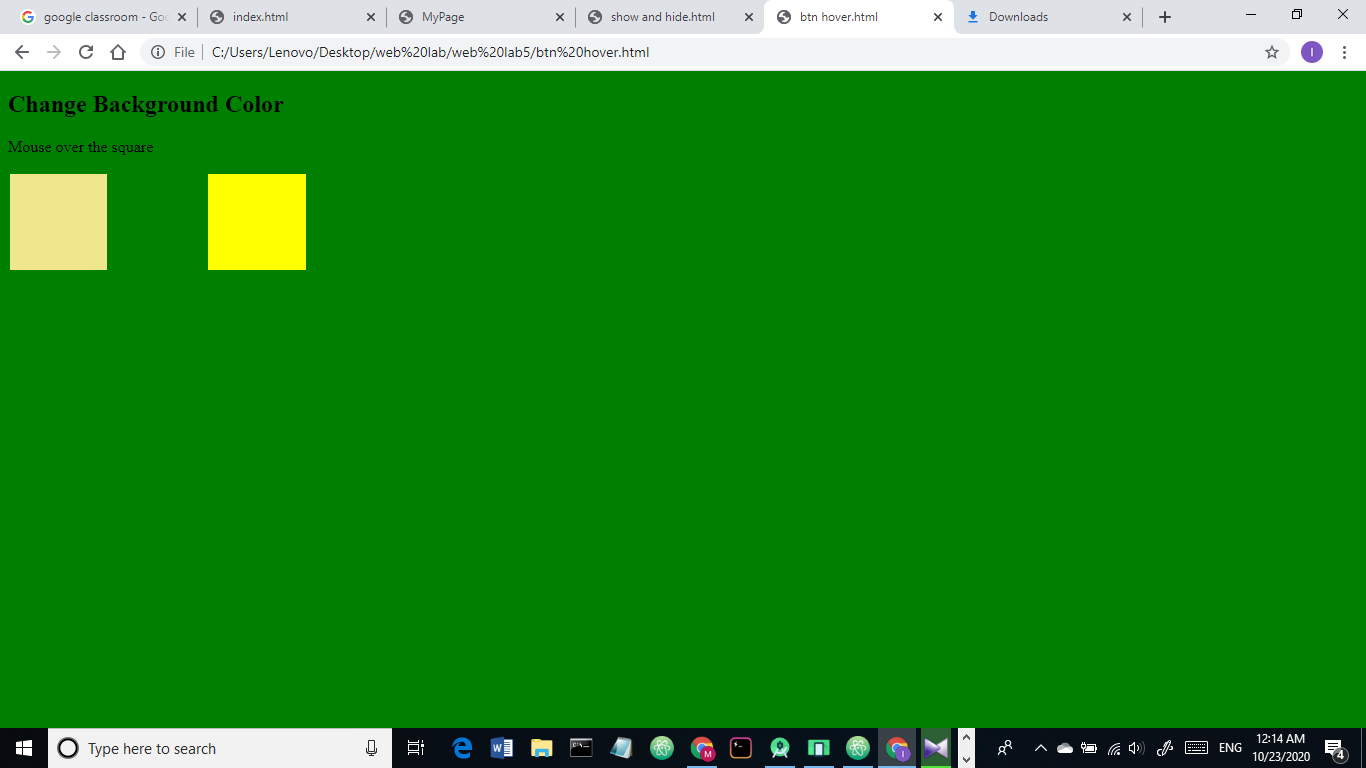 google classroom - Goo
index.html
MyPage
show and hide.html
btn hover.html
Downloads
File
C:/Users/Lenovo/Desktop/web%20lab/web%20lab5/btn%20hover.html
I
Change Background Color
Mouse over the square
Type here to search
W
C:\.
M
I
ENG
12:14 AM
10/23/2020
4